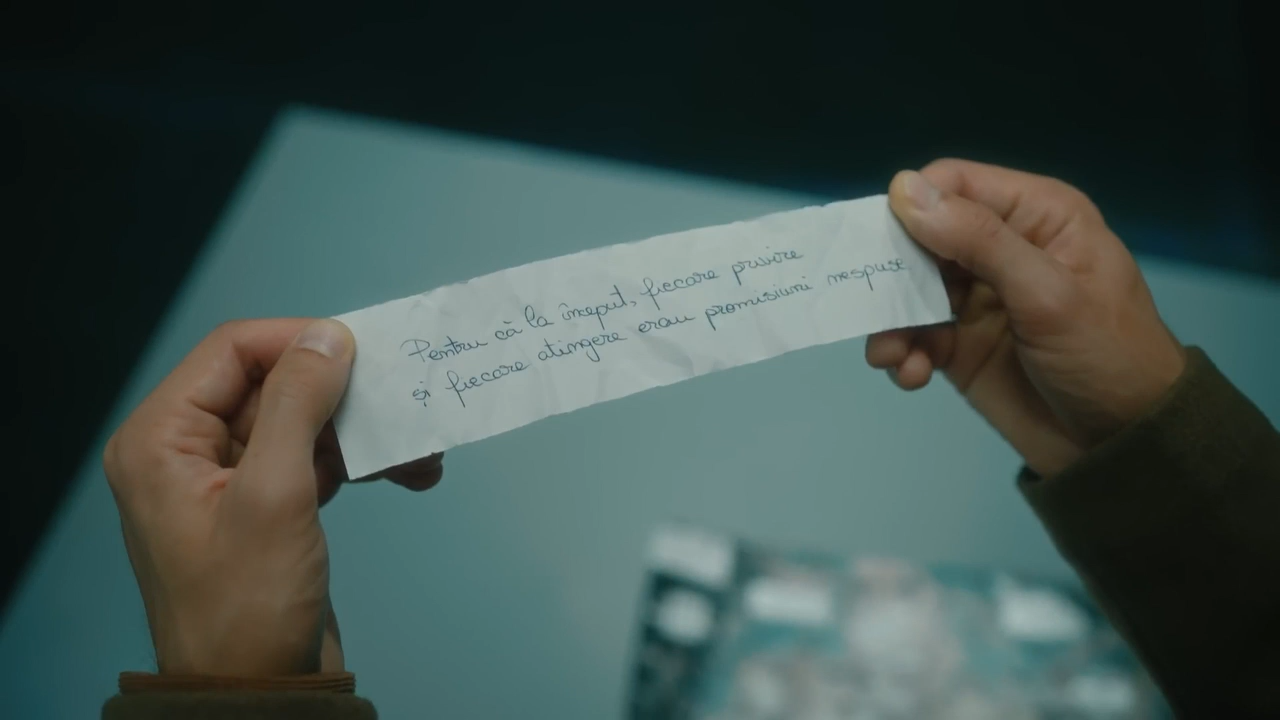 Pentru că la început, fiecare privire
și fiecare atingere erau promisiuni nespuse